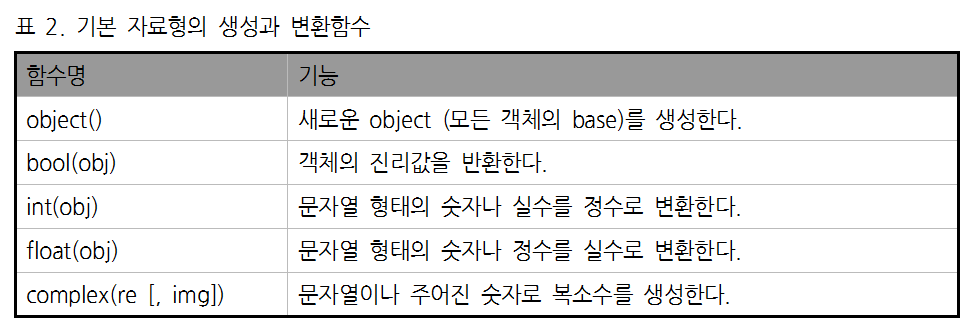 표 2. 기본 자료형의 생성과 변환함수
함수명 기능
object() 새로운 object (모든 객체의 base)를 생성한다.
bool(obj) 객체의 진리값을 반환한다.
int(obj) 문자열 형태의 숫자나 실수를 정수로 변환한다.
float(obj) 문자열 형태의 숫자나 정수를 실수로 변환한다.
complex(re [, img]) 문자열이나 주어진 숫자로 복소수를 생성한다.